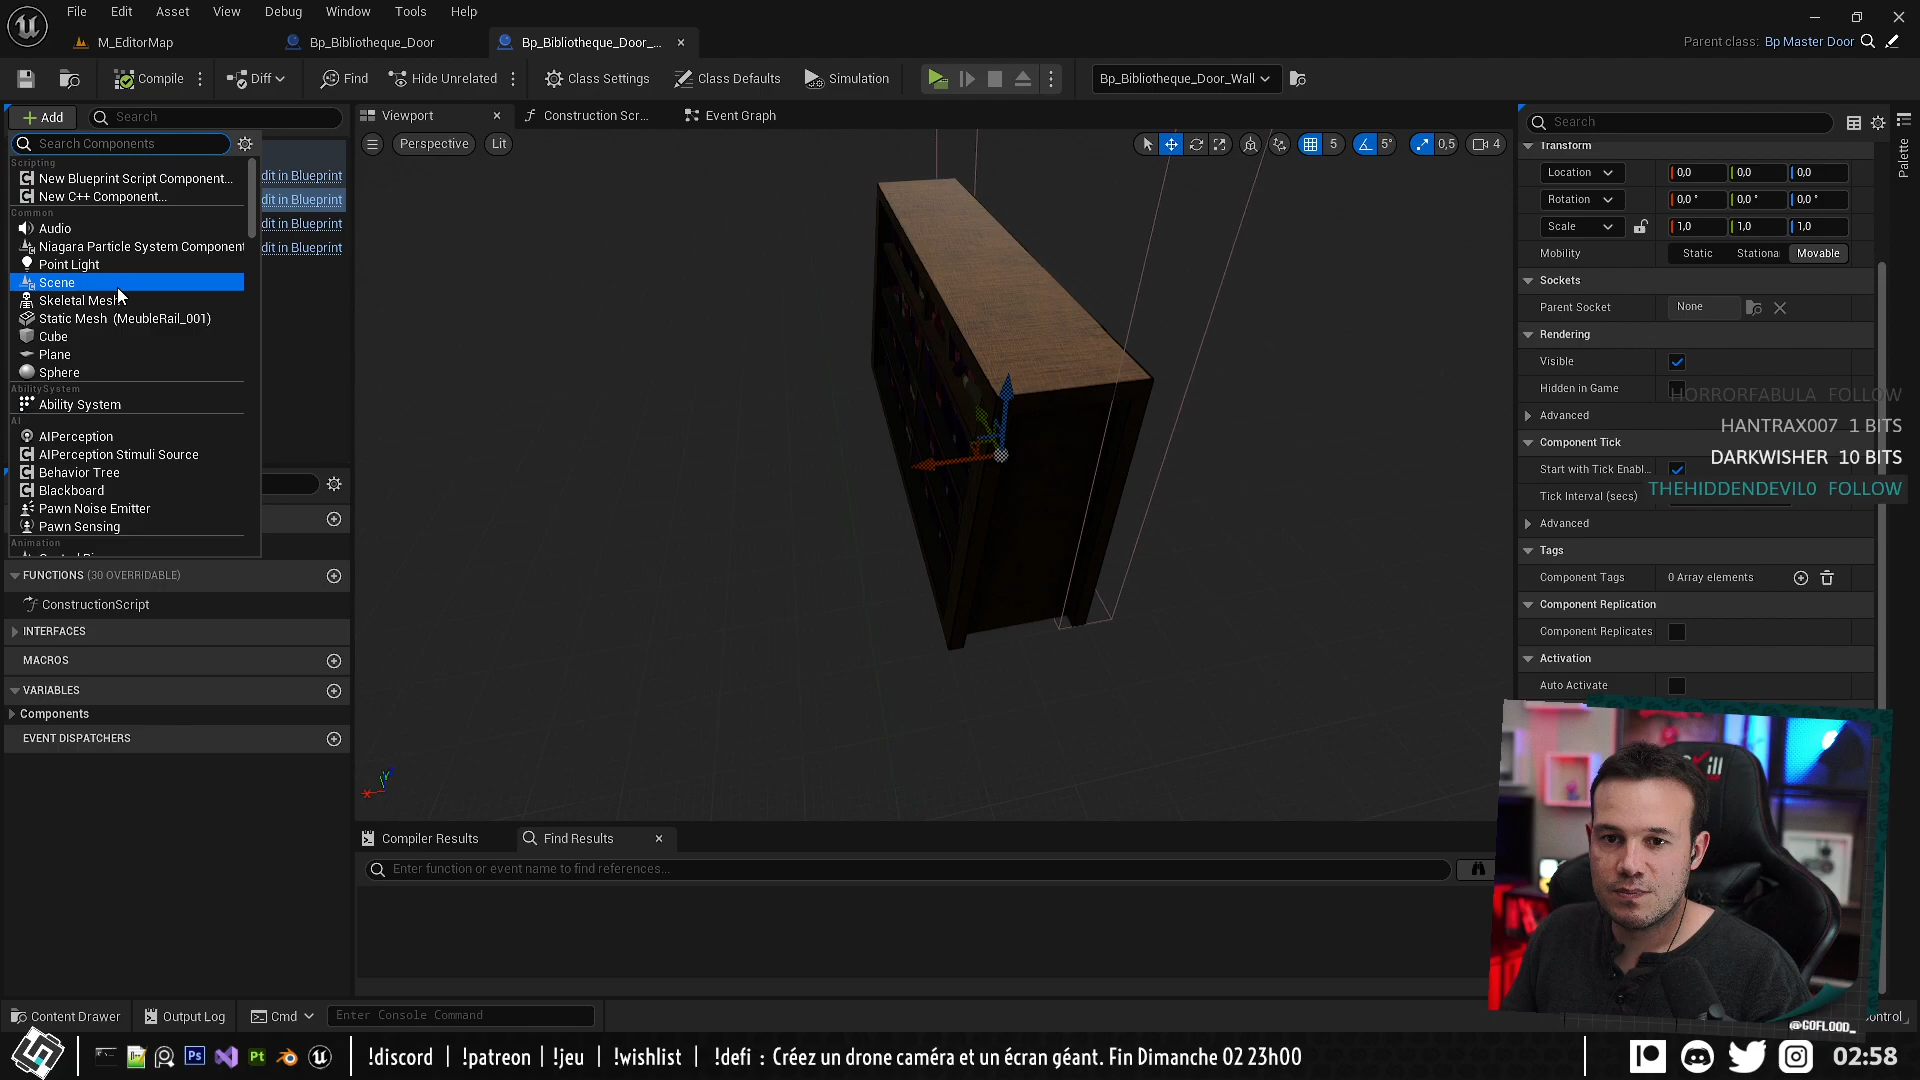 File Edit Asset View Debug Window Tools Help
M_EditorMap
Bp_Bibliotheque_Door
Bp_Bibliotheque_Door_...
Parent class: Bp Master Door
Compile
Diff
Find
Hide Unrelated
Class Settings
Class Defaults
Simulation
Bp_Bibliotheque_Door_Wall
Add
Search
Viewport
Construction Scr...
Event Graph
Search Components
Perspective
Lit
5
5°
0,5
4
Scripting
New Blueprint Script Component...
New C++ Component...
Common
Audio
Niagara Particle System Component
Point Light
Scene
Skeletal Mesh
Static Mesh (MeubleRail_001)
Cube
Plane
Sphere
AbilitySystem
Ability System
AI
AIPerception
AIPerception Stimuli Source
Behavior Tree
Blackboard
Pawn Noise Emitter
Pawn Sensing
Animation
dit in Blueprint
dit in Blueprint
dit in Blueprint
dit in Blueprint
FUNCTIONS (30 OVERRIDABLE)
ConstructionScript
INTERFACES
MACROS
VARIABLES
Components
EVENT DISPATCHERS
Search
Palette
Transform
Location 0,0 0,0 0,0
Rotation 0,0 ° 0,0 ° 0,0 °
Scale 1,0 1,0 1,0
Mobility Static Stationa Movable
Sockets
Parent Socket None
Rendering
Visible
Hidden in Game
Advanced
Component Tick
Start with Tick Enabl...
Tick Interval (secs)
Advanced
Tags
Component Tags 0 Array elements
Component Replication
Component Replicates
Activation
Auto Activate
HORRORFABULA FOLLOW
HANTRAX007 1 BITS
DARKWISHER 10 BITS
THEHIDDENDEVIL0 FOLLOW
Compiler Results
Find Results
Enter function or event name to find references...
Content Drawer
Output Log
Cmd
Enter Console Command
ontrol
@GOFLOOD_
Ps
Pt
!discord | !patreon | !jeu | !wishlist | !defi : Créez un drone caméra et un écran géant. Fin Dimanche 02 23h00
02:58